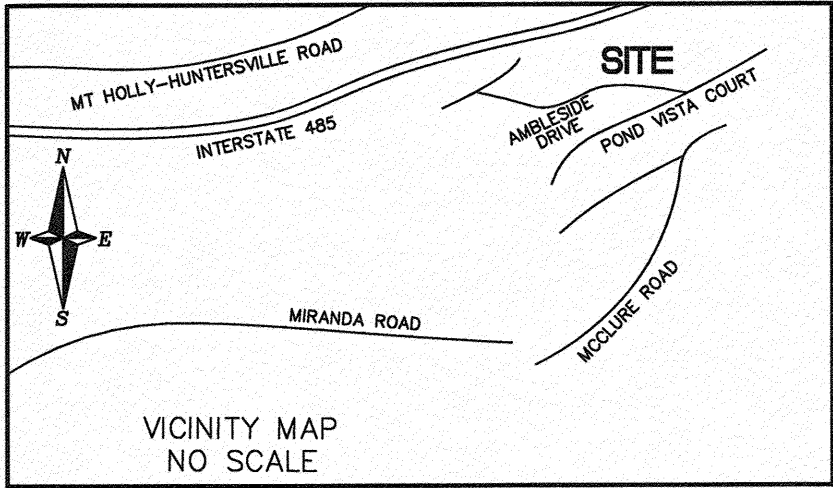 MT HOLLY-HUNTERSVILLE ROAD
SITE
INTERSTATE 485
AMBLESIDE
DRIVE
POND VISTA COURT
N
W
E
S
MIRANDA ROAD
MCCLURE ROAD
VICINITY MAP
NO SCALE